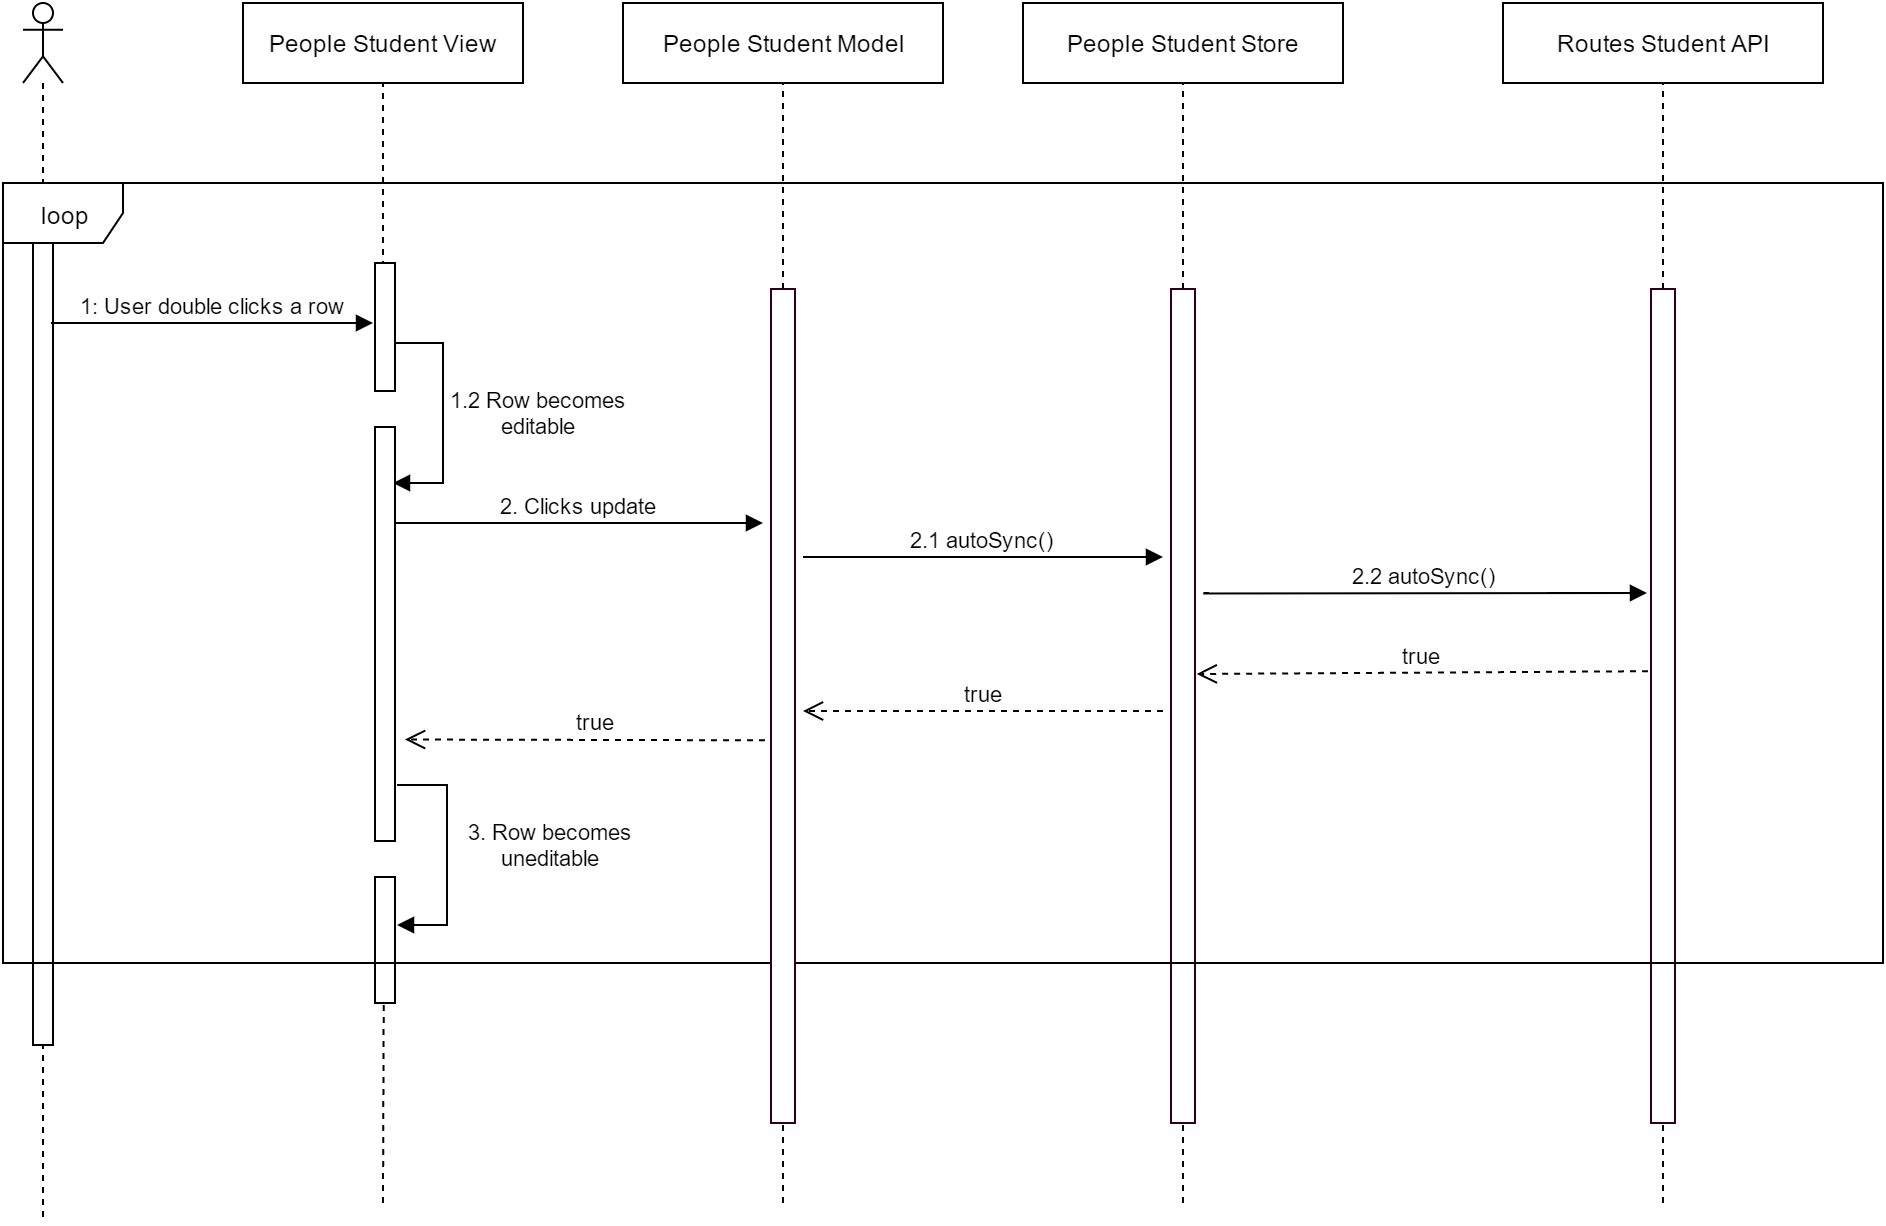 People Student View
People Student Model
People Student Store
Routes Student API
loop
1: User double clicks a row
1.2 Row becomes
editable
2. Clicks update
2.1 autoSync()
2.2 autoSync()
true
true
true
3. Row becomes
uneditable